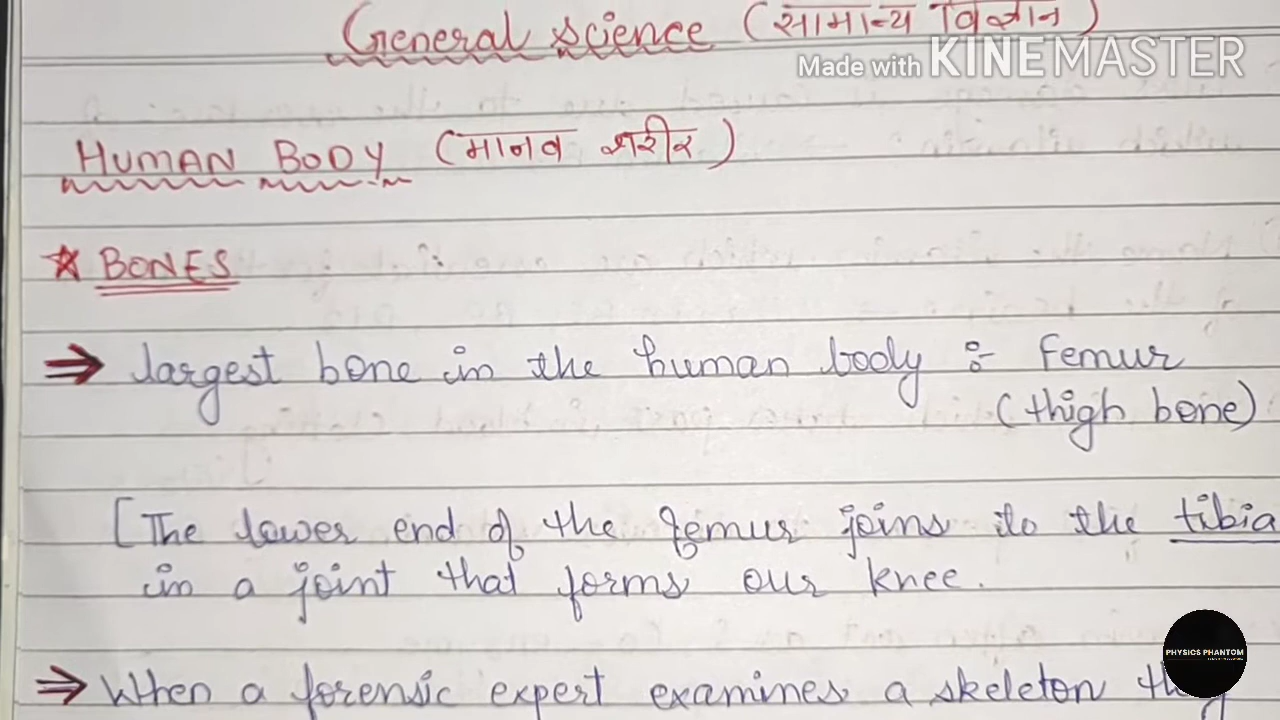 General science (सामान्य विज्ञान)
Made with KINEMASTER
HUMAN BODY (मानव शरीर)
* BONES
⇒ largest bone in the human body :- Femur
(thigh bone)
[The lower end of the femur joins to the tibia
in a joint that forms our knee.
⇒ When a forensic expert examines a skeleton they
PHYSICS PHANTOM